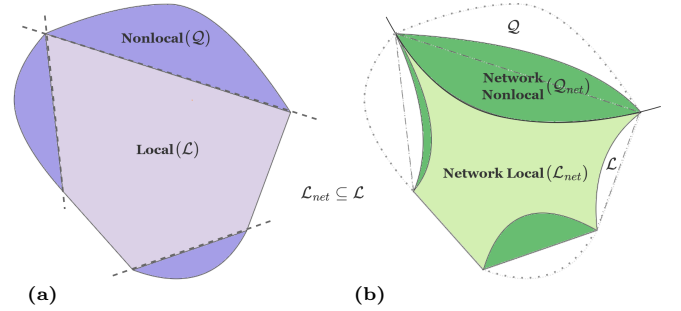 Nonlocal(𝒬)
Local(ℒ)
ℒ_net ⊆ ℒ
(a)
𝒬
Network
Nonlocal (𝒬_net)
ℒ
Network Local (ℒ_net)
(b)